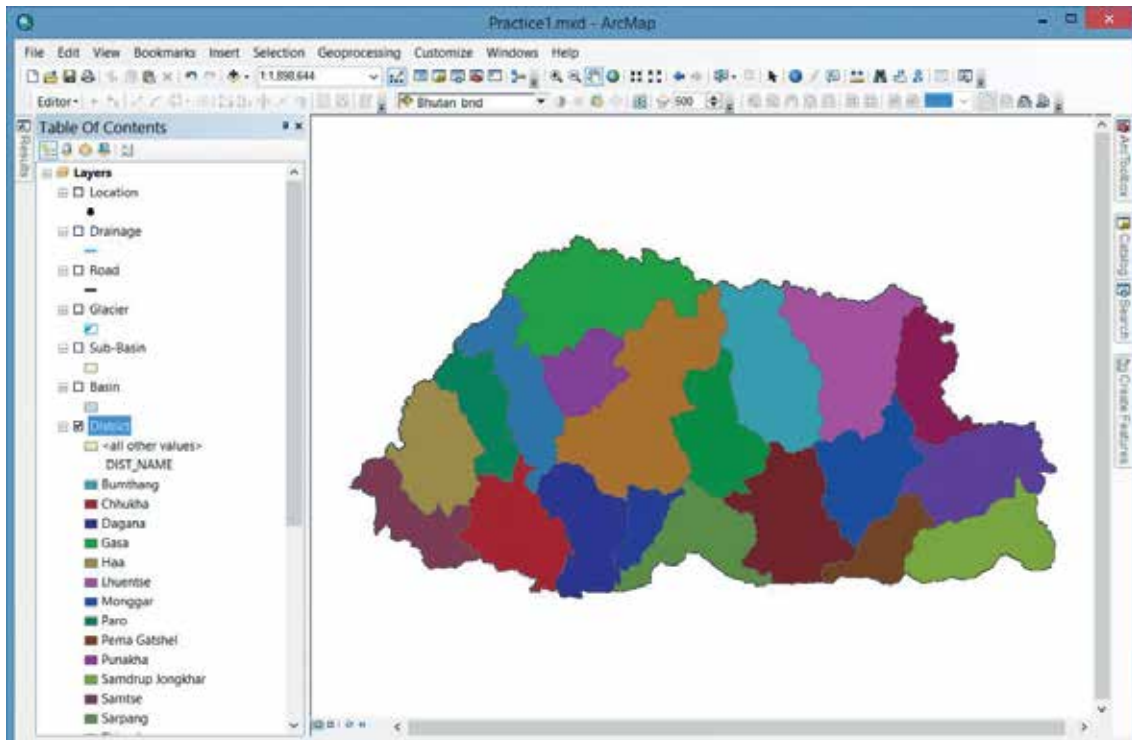 Practice1.mxd - ArcMap
File Edit View Bookmarks Insert Selection Geoprocessing Customize Windows Help
1:1,898,644
Editor
Bhutan bnd
500
Table Of Contents
Results
Layers
Location
Drainage
Road
Glacier
Sub-Basin
Basin
District
<all other values>
DIST_NAME
Bumthang
Chhukha
Dagana
Gasa
Haa
Lhuentse
Monggar
Paro
Pema Gatshel
Punakha
Samdrup Jongkhar
Samtse
Sarpang
ArcToolbox
Catalog
Search
Create Features